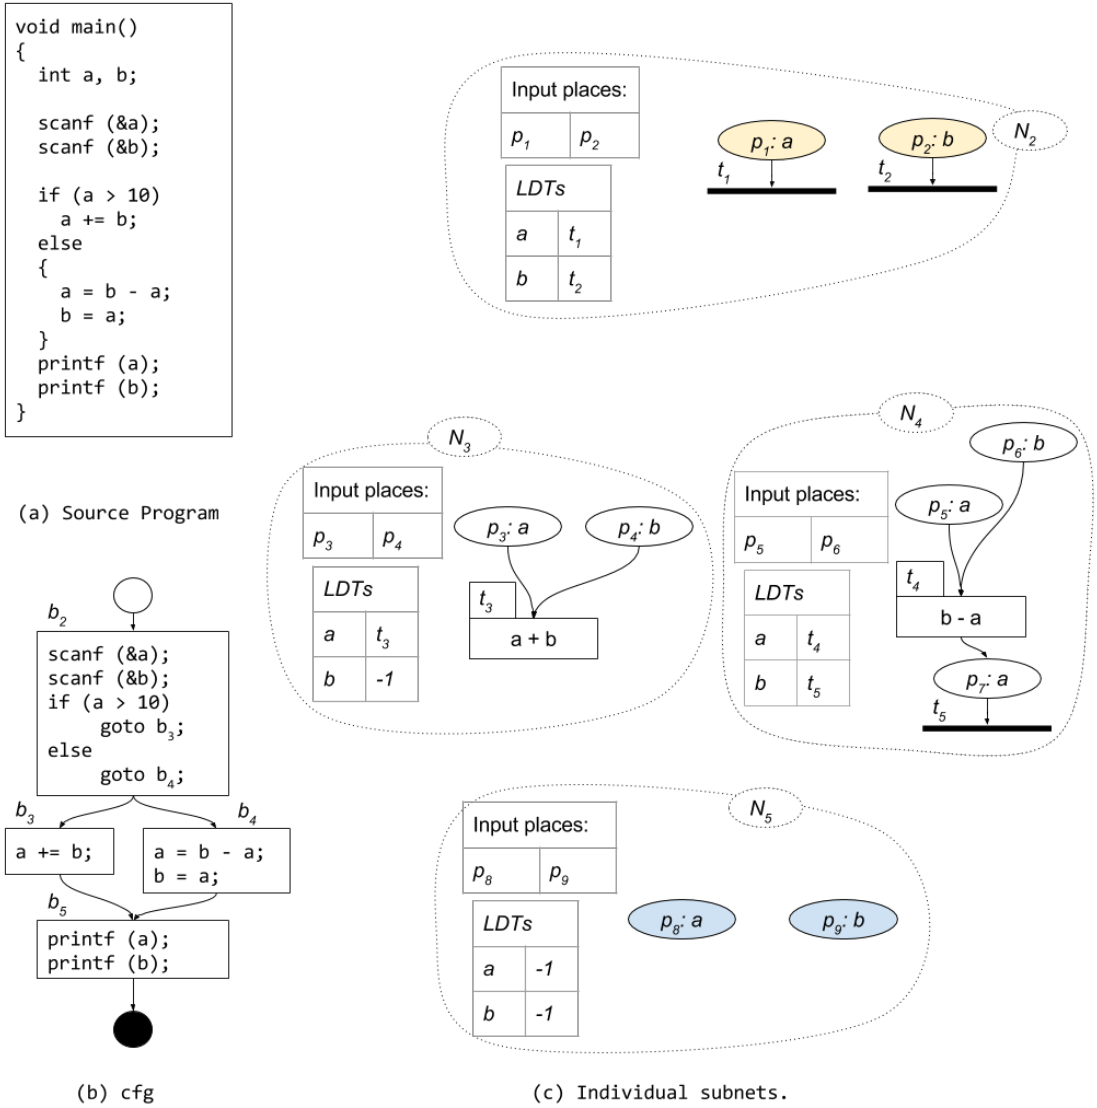 void main()
{
int a, b;
scanf (&a);
scanf (&b);
if (a > 10)
a += b;
else
{
a = b - a;
b = a;
}
printf (a);
printf (b);
}
(a) Source Program
b2
scanf (&a);
scanf (&b);
if (a > 10)
goto b3;
else
goto b4;
b3
b4
a += b;
a = b - a;
b = a;
b5
printf (a);
printf (b);
(b) cfg
N2
Input places:
p1 p2
LDTs
a t1
b t2
p1: a
p2: b
t1
t2
N3
Input places:
p3 p4
LDTs
a t3
b -1
p3: a
p4: b
t3
a + b
N4
Input places:
p5 p6
LDTs
a t4
b t5
p6: b
p5: a
t4
b - a
p7: a
t5
N5
Input places:
p8 p9
LDTs
a -1
b -1
p8: a
p9: b
(c) Individual subnets.